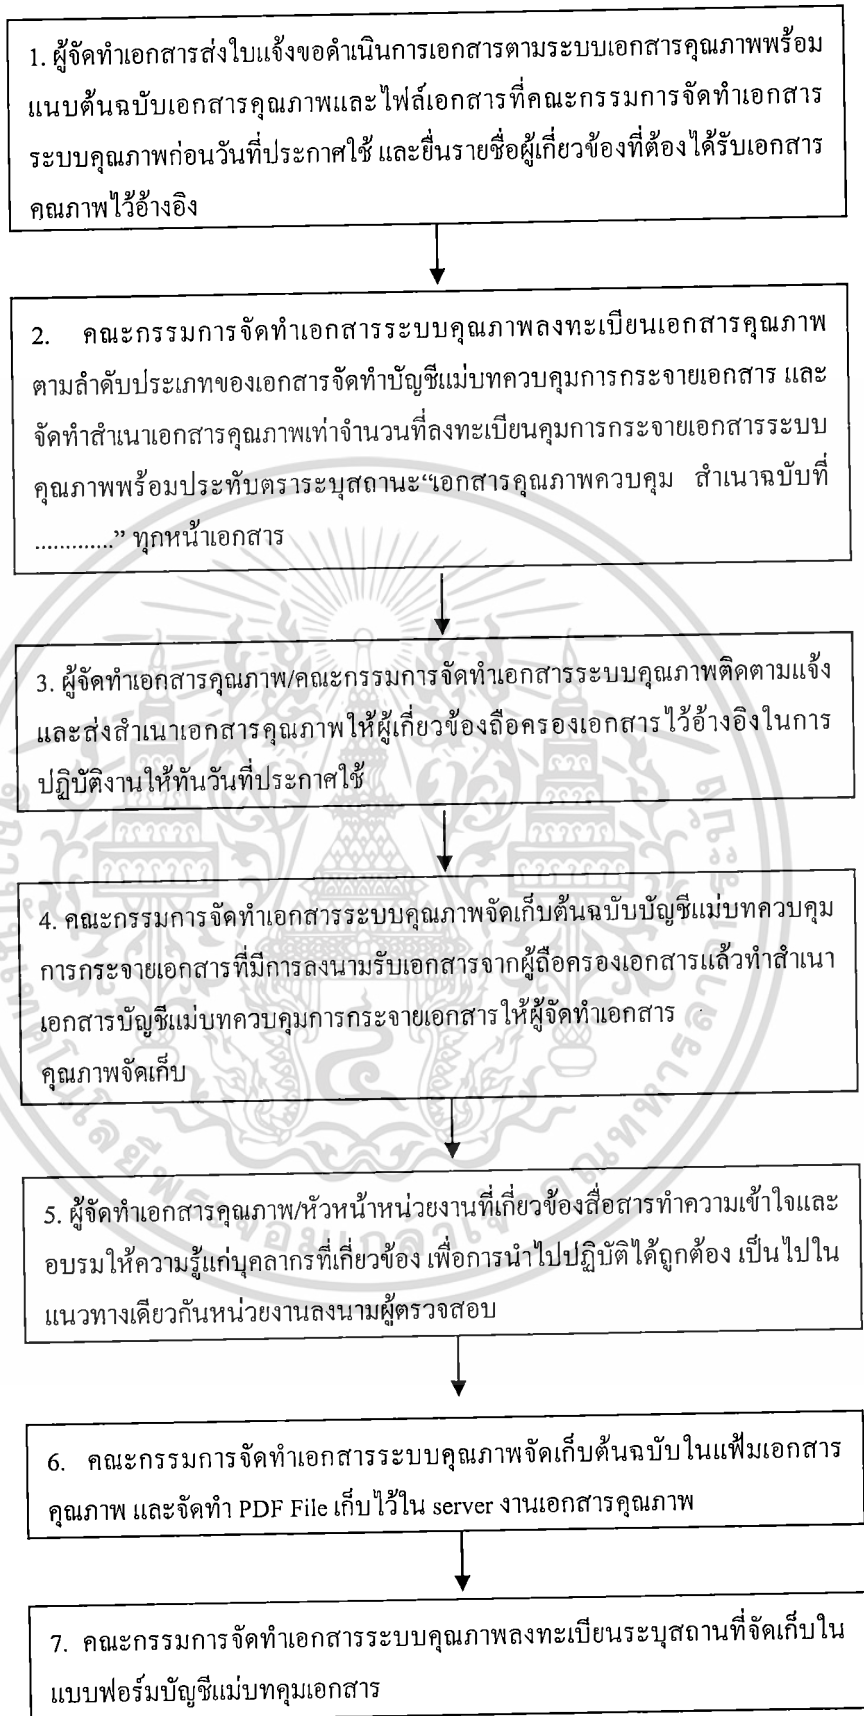 1. ผู้จัดทำเอกสารส่งใบแจ้งขอดำเนินการเอกสารตามระบบเอกสารคุณภาพพร้อม
แนบต้นฉบับเอกสารคุณภาพและไฟล์เอกสารที่คณะกรรมการจัดทำเอกสาร
ระบบคุณภาพก่อนวันที่ประกาศใช้ และยื่นรายชื่อผู้เกี่ยวข้องที่ต้องได้รับเอกสาร
คุณภาพไว้อ้างอิง
2. คณะกรรมการจัดทำเอกสารระบบคุณภาพลงทะเบียนเอกสารคุณภาพ
ตามลำดับประเภทของเอกสารจัดทำบัญชีแม่บทควบคุมการกระจายเอกสาร และ
จัดทำสำเนาเอกสารคุณภาพเท่าจำนวนที่ลงทะเบียนคุมการกระจายเอกสารระบบ
คุณภาพพร้อมประทับตราระบุสถานะ“เอกสารคุณภาพควบคุม สำเนาฉบับที่
.............” ทุกหน้าเอกสาร
3. ผู้จัดทำเอกสารคุณภาพ/คณะกรรมการจัดทำเอกสารระบบคุณภาพติดตามแจ้ง
และส่งสำเนาเอกสารคุณภาพให้ผู้เกี่ยวข้องถือครองเอกสารไว้อ้างอิงในการ
ปฏิบัติงานให้ทันวันที่ประกาศใช้
4. คณะกรรมการจัดทำเอกสารระบบคุณภาพจัดเก็บต้นฉบับบัญชีแม่บทควบคุม
การกระจายเอกสารที่มีการลงนามรับเอกสารจากผู้ถือครองเอกสารแล้วทำสำเนา
เอกสารบัญชีแม่บทควบคุมการกระจายเอกสารให้ผู้จัดทำเอกสาร
คุณภาพจัดเก็บ
5. ผู้จัดทำเอกสารคุณภาพ/หัวหน้าหน่วยงานที่เกี่ยวข้องสื่อสารทำความเข้าใจและ
อบรมให้ความรู้แก่บุคลากรที่เกี่ยวข้อง เพื่อการนำไปปฏิบัติได้ถูกต้อง เป็นไปใน
แนวทางเดียวกันหน่วยงานลงนามผู้ตรวจสอบ
6. คณะกรรมการจัดทำเอกสารระบบคุณภาพจัดเก็บต้นฉบับในแฟ้มเอกสาร
คุณภาพ และจัดทำ PDF File เก็บไว้ใน server งานเอกสารคุณภาพ
7. คณะกรรมการจัดทำเอกสารระบบคุณภาพลงทะเบียนระบุสถานที่จัดเก็บใน
แบบฟอร์มบัญชีแม่บทคุมเอกสาร